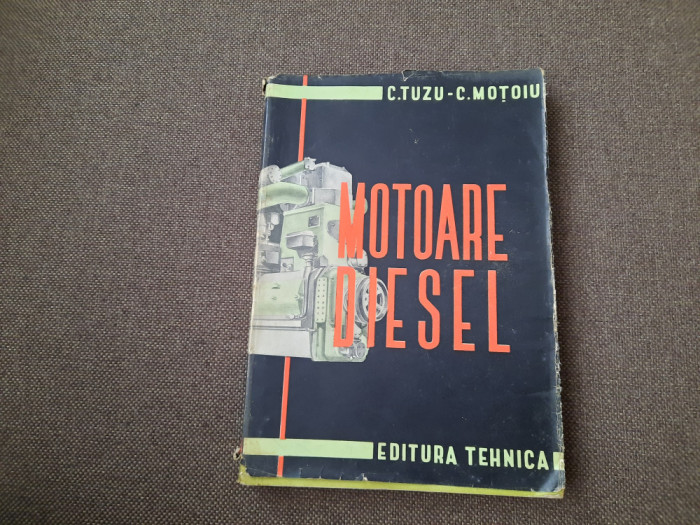 C.TUZU-C.MOȚOIU
MOTOARE
DIESEL
EDITURA TEHNICA